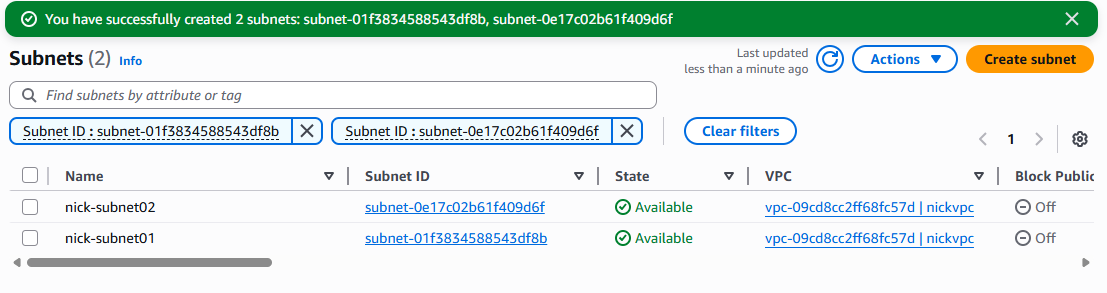 You have successfully created 2 subnets: subnet-01f3834588543df8b, subnet-0e17c02b61f409d6f
Subnets (2) Info
Last updated
less than a minute ago
Actions
Create subnet
Find subnets by attribute or tag
Subnet ID : subnet-01f3834588543df8b
Subnet ID : subnet-0e17c02b61f409d6f
Clear filters
1
Name Subnet ID State VPC Block Public
nick-subnet02 subnet-0e17c02b61f409d6f Available vpc-09cd8cc2ff68fc57d | nickvpc Off
nick-subnet01 subnet-01f3834588543df8b Available vpc-09cd8cc2ff68fc57d | nickvpc Off